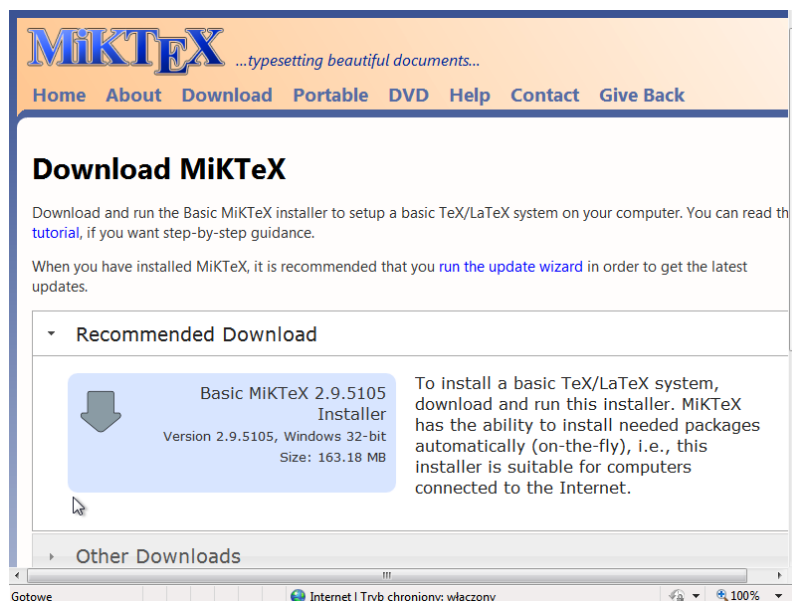 MiKTeX ...typesetting beautiful documents...
Home About Download Portable DVD Help Contact Give Back
Download MiKTeX
Download and run the Basic MiKTeX installer to setup a basic TeX/LaTeX system on your computer. You can read th
tutorial, if you want step-by-step guidance.
When you have installed MiKTeX, it is recommended that you run the update wizard in order to get the latest
updates.
Recommended Download
Basic MiKTeX 2.9.5105
Installer
Version 2.9.5105, Windows 32-bit
Size: 163.18 MB
To install a basic TeX/LaTeX system,
download and run this installer. MiKTeX
has the ability to install needed packages
automatically (on-the-fly), i.e., this
installer is suitable for computers
connected to the Internet.
Other Downloads
Gotowe Internet | Tryb chroniony: włączony 100%